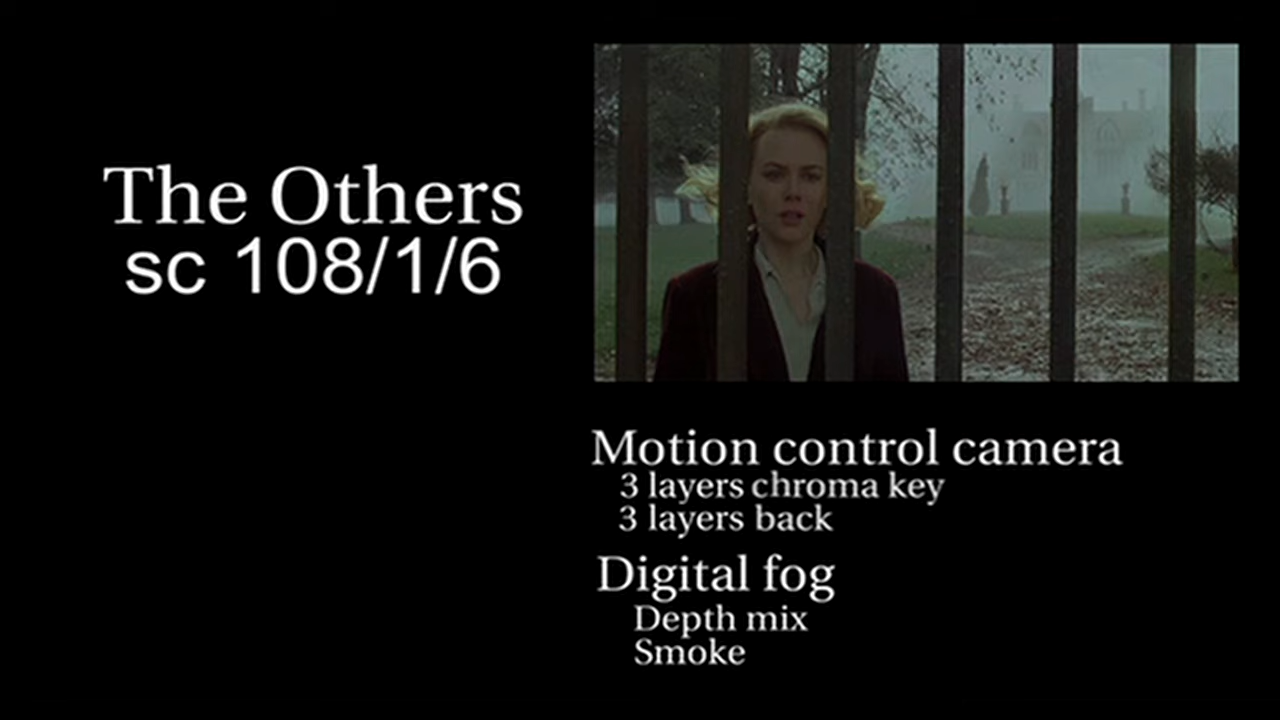 The Others
sc 108/1/6
Motion control camera
3 layers chroma key
3 layers back
Digital fog
Depth mix
Smoke